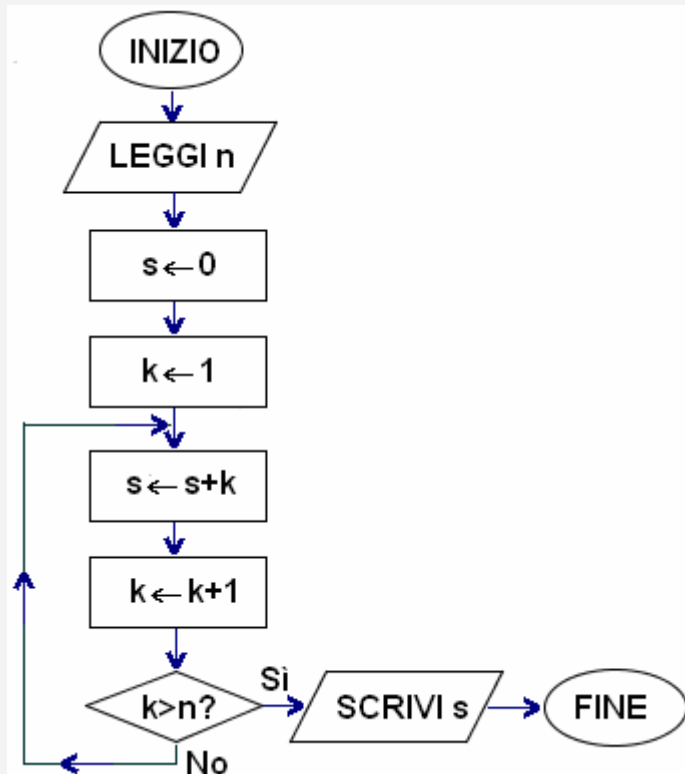 INIZIO
LEGGI n
s ← 0
k ← 1
s ← s+k
k ← k+1
k>n?
Sì
SCRIVI s
FINE
No